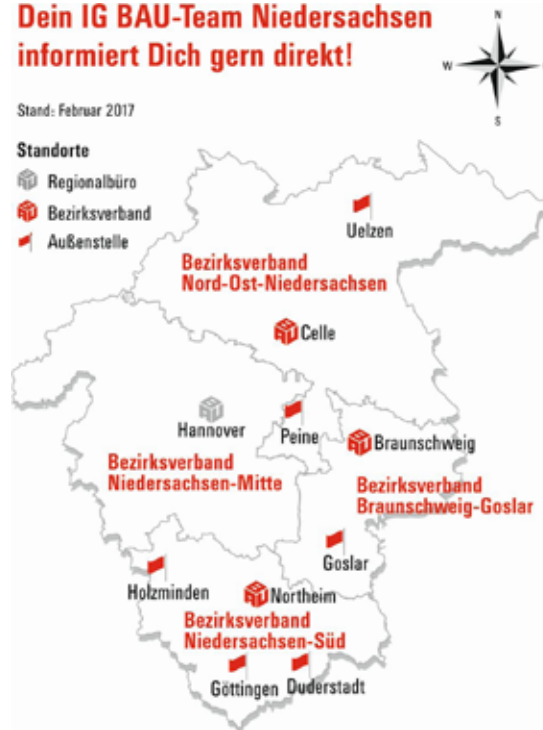 Dein IG BAU-Team Niedersachsen
informiert Dich gern direkt!
N
W
S
Stand: Februar 2017
Standorte
Regionalbüro
Bezirksverband
Außenstelle
Uelzen
Bezirksverband
Nord-Ost-Niedersachsen
Celle
Hannover
Peine
Braunschweig
Bezirksverband
Niedersachsen-Mitte
Bezirksverband
Braunschweig-Goslar
Goslar
Holzminden
Northeim
Bezirksverband
Niedersachsen-Süd
Göttingen
Duderstadt